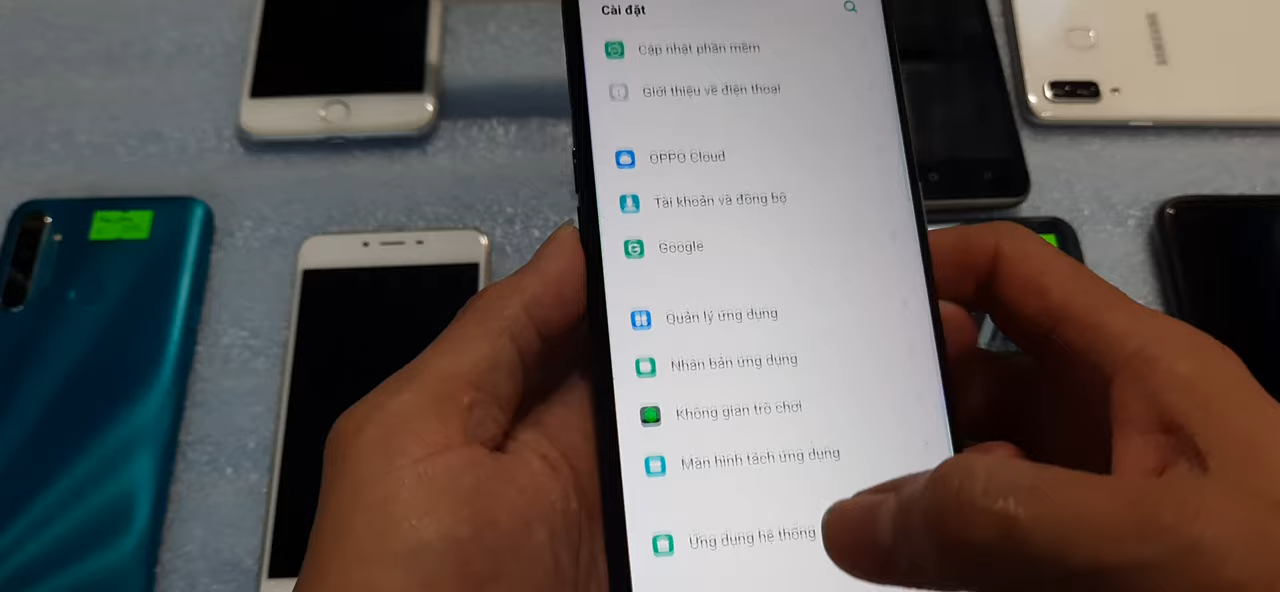 Cài đặt
Cập nhật phần mềm
Giới thiệu về điện thoại
OPPO Cloud
Tài khoản và đồng bộ
Google
Quản lý ứng dụng
Nhân bản ứng dụng
Không gian trò chơi
Màn hình tách ứng dụng
Ứng dụng hệ thống
SAMSUNG